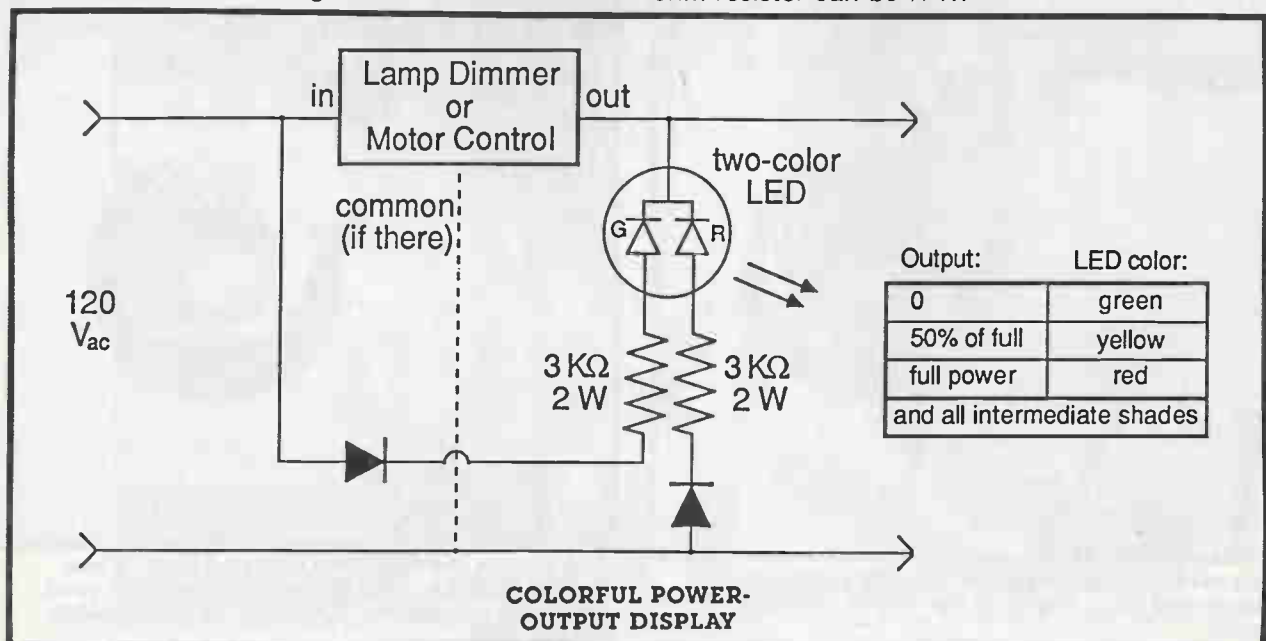 in
Lamp Dimmer
or
Motor Control
out
two-color
LED
common
(if there)
G
R
120
Vac
3 KΩ
2 W
3 KΩ
2 W
Output: LED color:
0 green
50% of full yellow
full power red
and all intermediate shades
COLORFUL POWER-
OUTPUT DISPLAY